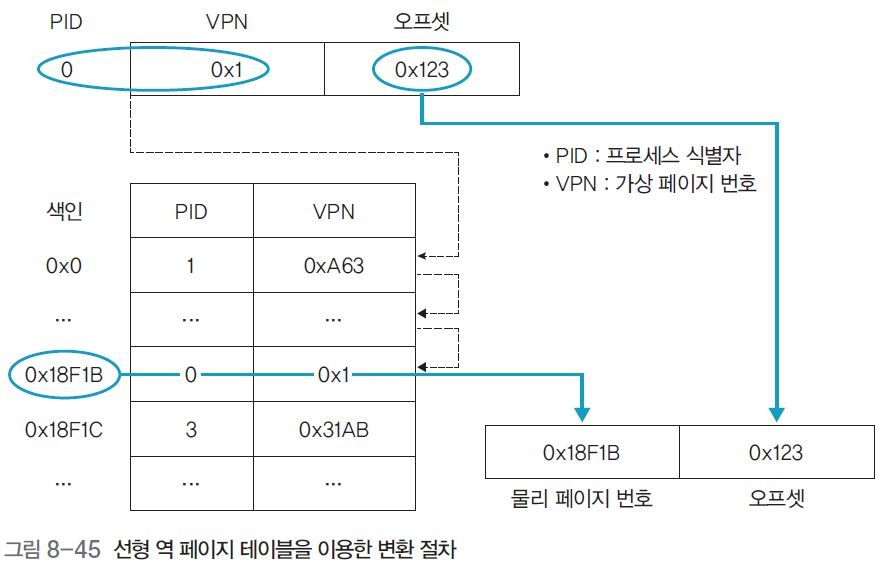 PID VPN 오프셋
0 0x1 0x123
• PID : 프로세스 식별자
• VPN : 가상 페이지 번호
색인 PID VPN
0x0 1 0xA63
... ... ...
0x18F1B 0 0x1
0x18F1C 3 0x31AB
... ... ...
0x18F1B 0x123
물리 페이지 번호 오프셋
그림 8-45 선형 역 페이지 테이블을 이용한 변환 절차